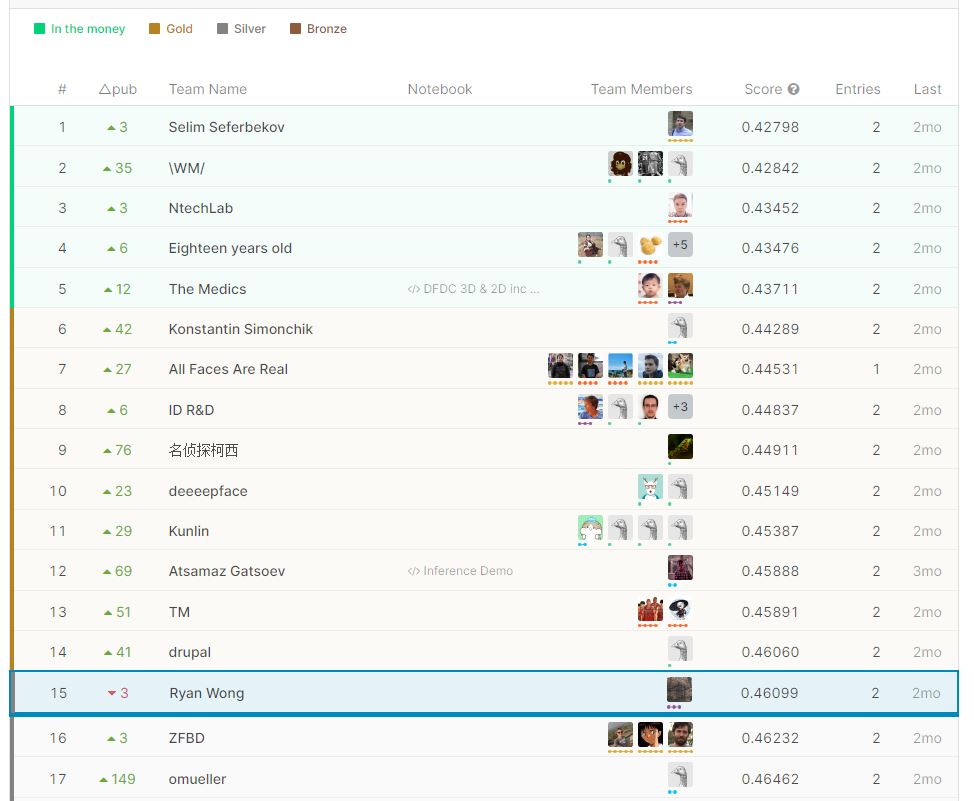 In the money Gold Silver Bronze
# △pub Team Name Notebook Team Members Score ? Entries Last
1 ▲ 3 Selim Seferbekov 0.42798 2 2mo
2 ▲ 35 \WM/ 0.42842 2 2mo
3 ▲ 3 NtechLab 0.43452 2 2mo
4 ▲ 6 Eighteen years old +5 0.43476 2 2mo
5 ▲ 12 The Medics </> DFDC 3D & 2D inc ... 0.43711 2 2mo
6 ▲ 42 Konstantin Simonchik 0.44289 2 2mo
7 ▲ 27 All Faces Are Real 0.44531 1 2mo
8 ▲ 6 ID R&D +3 0.44837 2 2mo
9 ▲ 76 名侦探柯西 0.44911 2 2mo
10 ▲ 23 deeeepface 0.45149 2 2mo
11 ▲ 29 Kunlin 0.45387 2 2mo
12 ▲ 69 Atsamaz Gatsoev </> Inference Demo 0.45888 2 3mo
13 ▲ 51 TM 0.45891 2 2mo
14 ▲ 41 drupal 0.46060 2 2mo
15 ▼ 3 Ryan Wong 0.46099 2 2mo
16 ▲ 3 ZFBD 0.46232 2 2mo
17 ▲ 149 omueller 0.46462 2 2mo